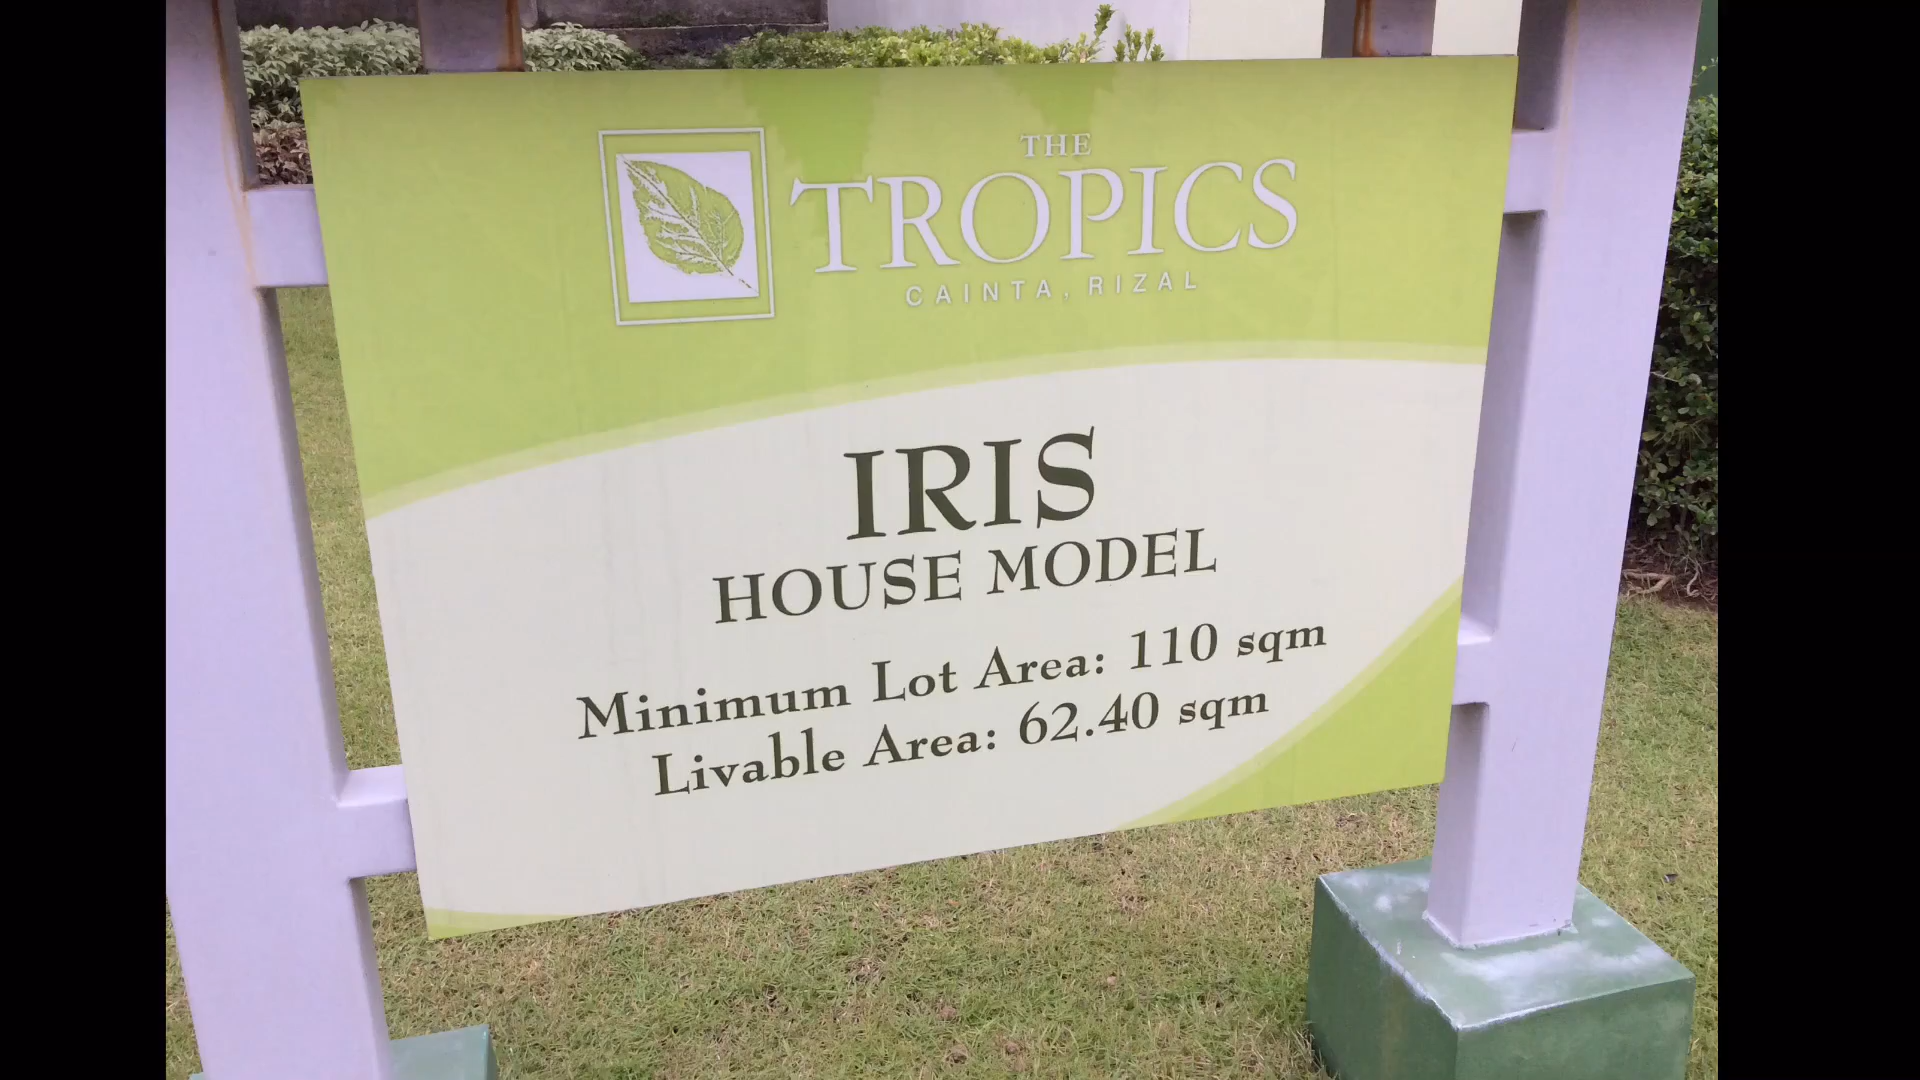 THE
TROPICS
CAINTA, RIZAL
IRIS
HOUSE MODEL
Minimum Lot Area: 110 sqm
Livable Area: 62.40 sqm